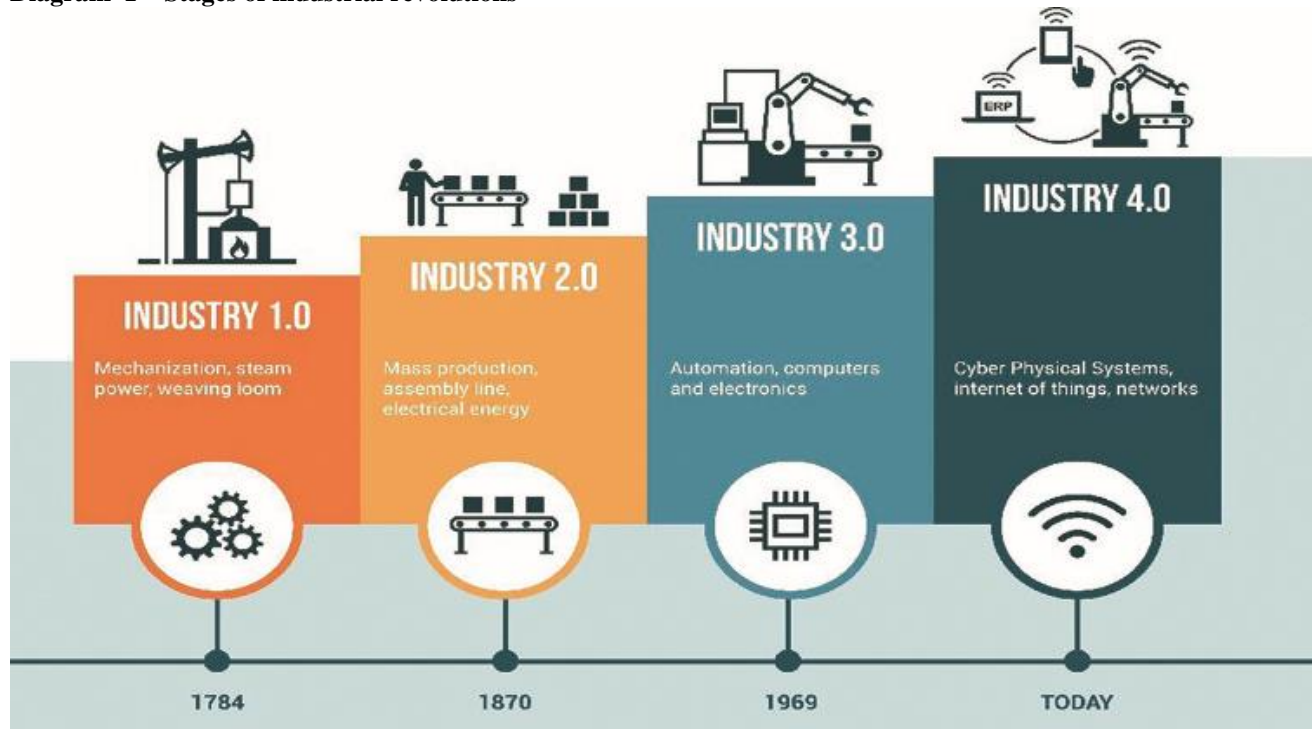 Diagram 1 – Stages of industrial revolutions
ERP
INDUSTRY 4.0
INDUSTRY 3.0
INDUSTRY 2.0
INDUSTRY 1.0
Mechanization, steam
power, weaving loom
Mass production,
assembly line,
electrical energy
Automation, computers
and electronics
Cyber Physical Systems,
internet of things, networks
1784
1870
1969
TODAY